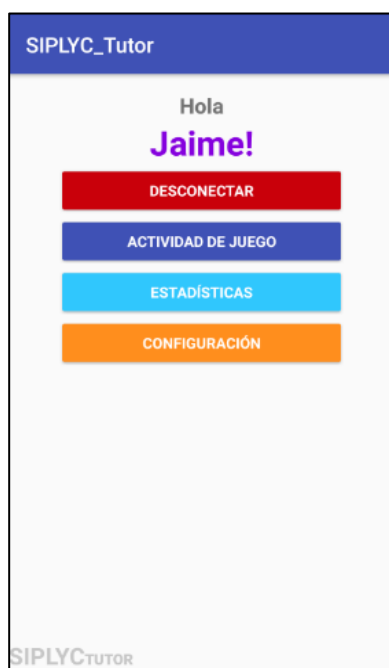 SIPLYC_Tutor
Hola
Jaime!
DESCONECTAR
ACTIVIDAD DE JUEGO
ESTADÍSTICAS
CONFIGURACIÓN
SIPLYCTUTOR